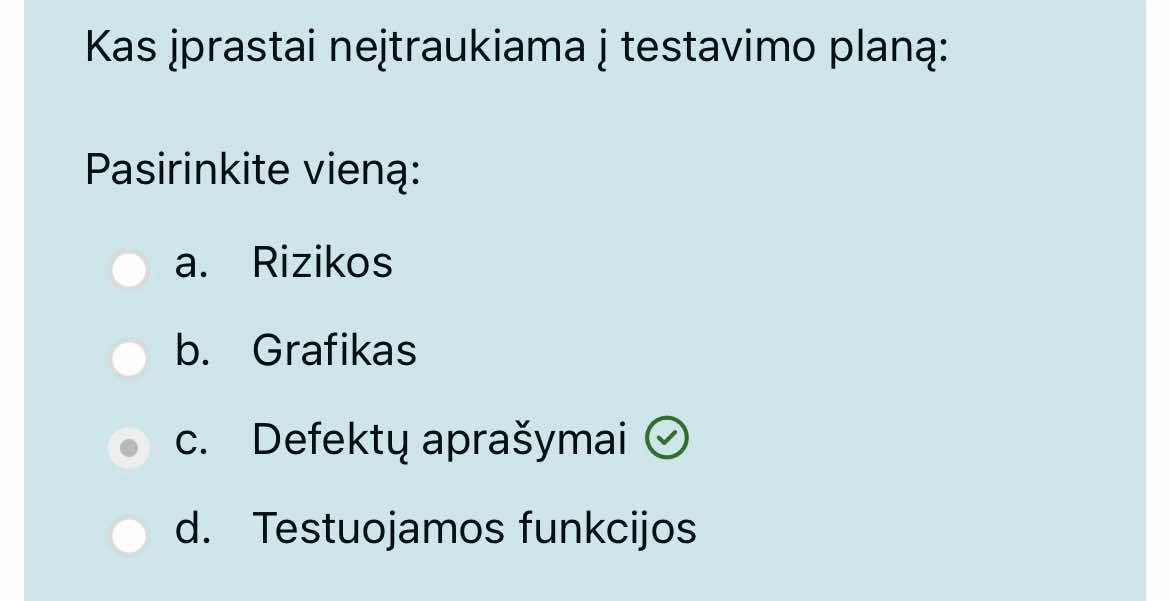 Kas įprastai neįtraukiama į testavimo planą:
Pasirinkite vieną:
a. Rizikos
b. Grafikas
c. Defektų aprašymai
d. Testuojamos funkcijos